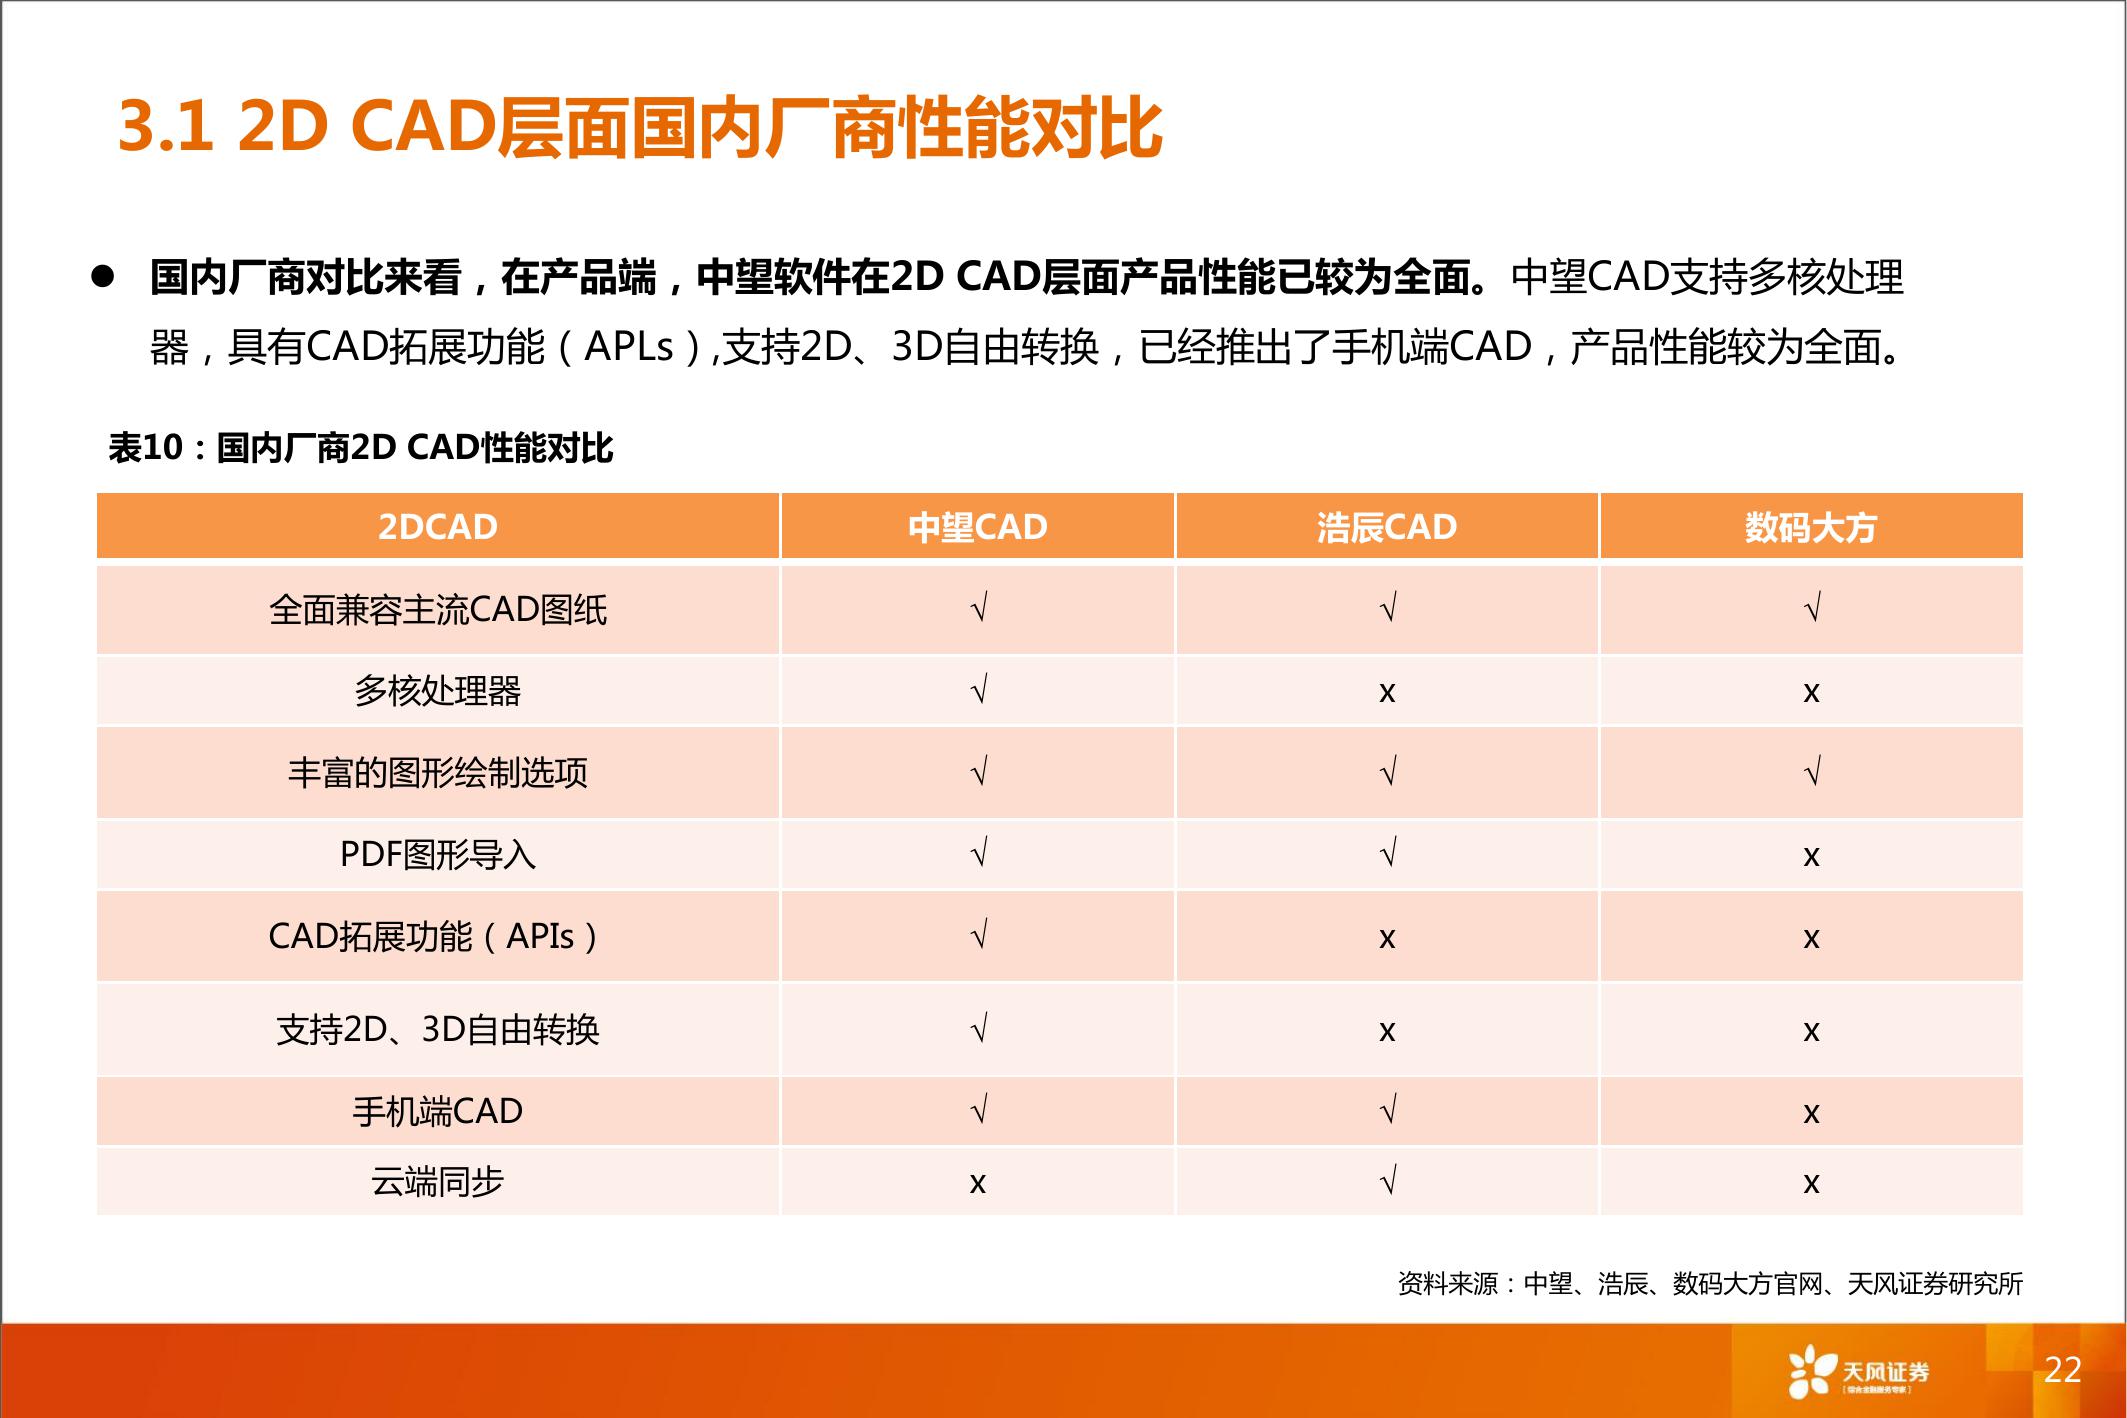 3.1 2D CAD层面国内厂商性能对比
● 国内厂商对比来看，在产品端，中望软件在2D CAD层面产品性能已较为全面。中望CAD支持多核处理
器，具有CAD拓展功能（APLs）,支持2D、3D自由转换，已经推出了手机端CAD，产品性能较为全面。
表10：国内厂商2D CAD性能对比
2DCAD 中望CAD 浩辰CAD 数码大方
全面兼容主流CAD图纸 √ √ √
多核处理器 √ x x
丰富的图形绘制选项 √ √ √
PDF图形导入 √ √ x
CAD拓展功能（APIs） √ x x
支持2D、3D自由转换 √ x x
手机端CAD √ √ x
云端同步 x √ x
资料来源：中望、浩辰、数码大方官网、天风证券研究所
天风证券
[综合金融服务专家]
22